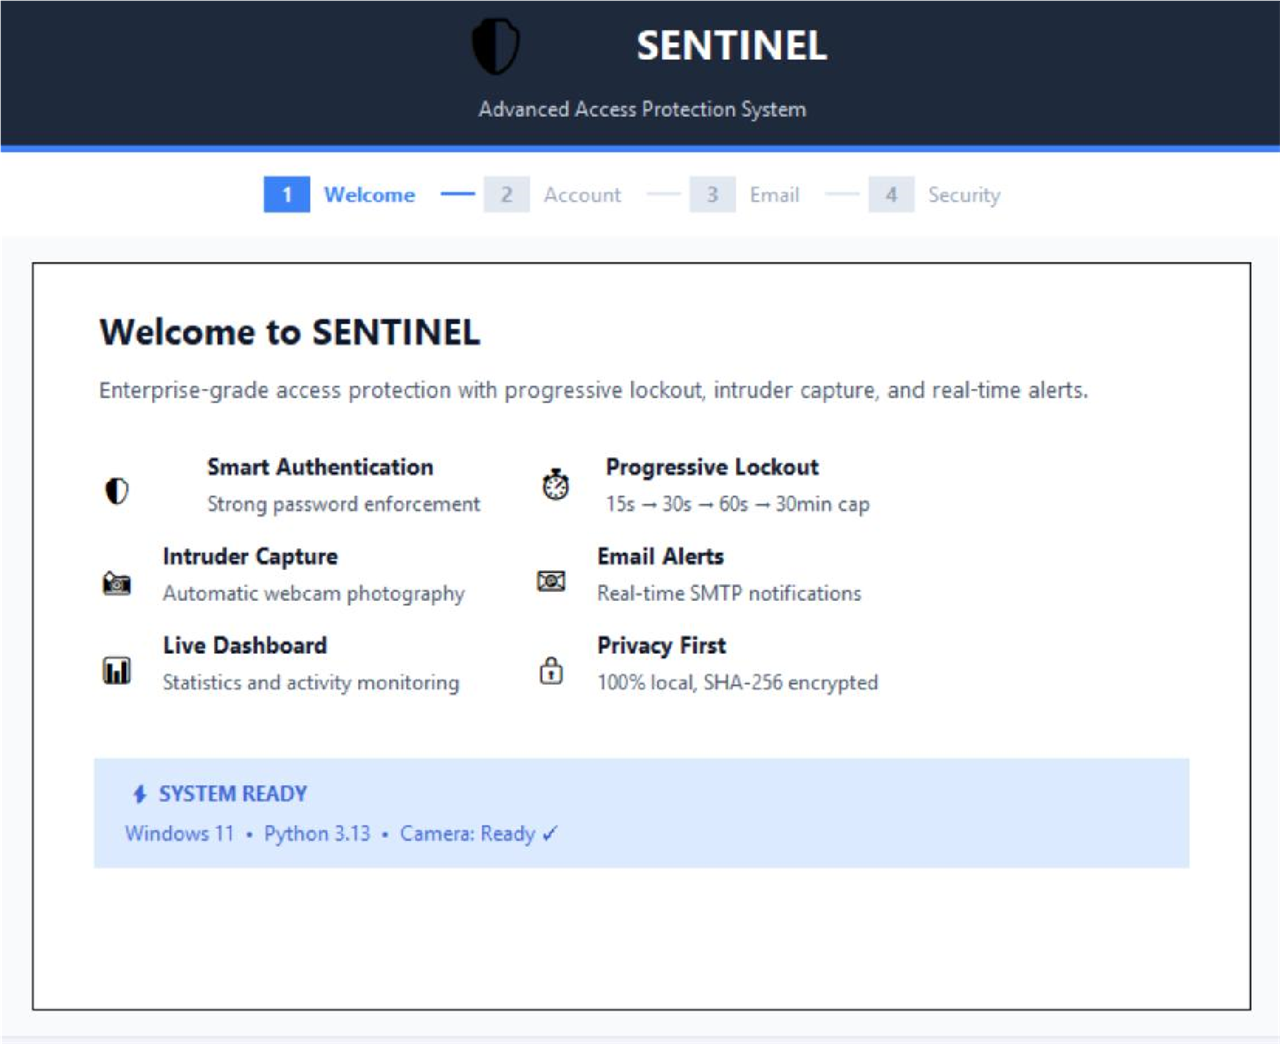 SENTINEL
Advanced Access Protection System
1 Welcome 2 Account 3 Email 4 Security
Welcome to SENTINEL
Enterprise-grade access protection with progressive lockout, intruder capture, and real-time alerts.
Smart Authentication
Strong password enforcement
Progressive Lockout
15s → 30s → 60s → 30min cap
Intruder Capture
Automatic webcam photography
Email Alerts
Real-time SMTP notifications
Live Dashboard
Statistics and activity monitoring
Privacy First
100% local, SHA-256 encrypted
SYSTEM READY
Windows 11 • Python 3.13 • Camera: Ready ✓